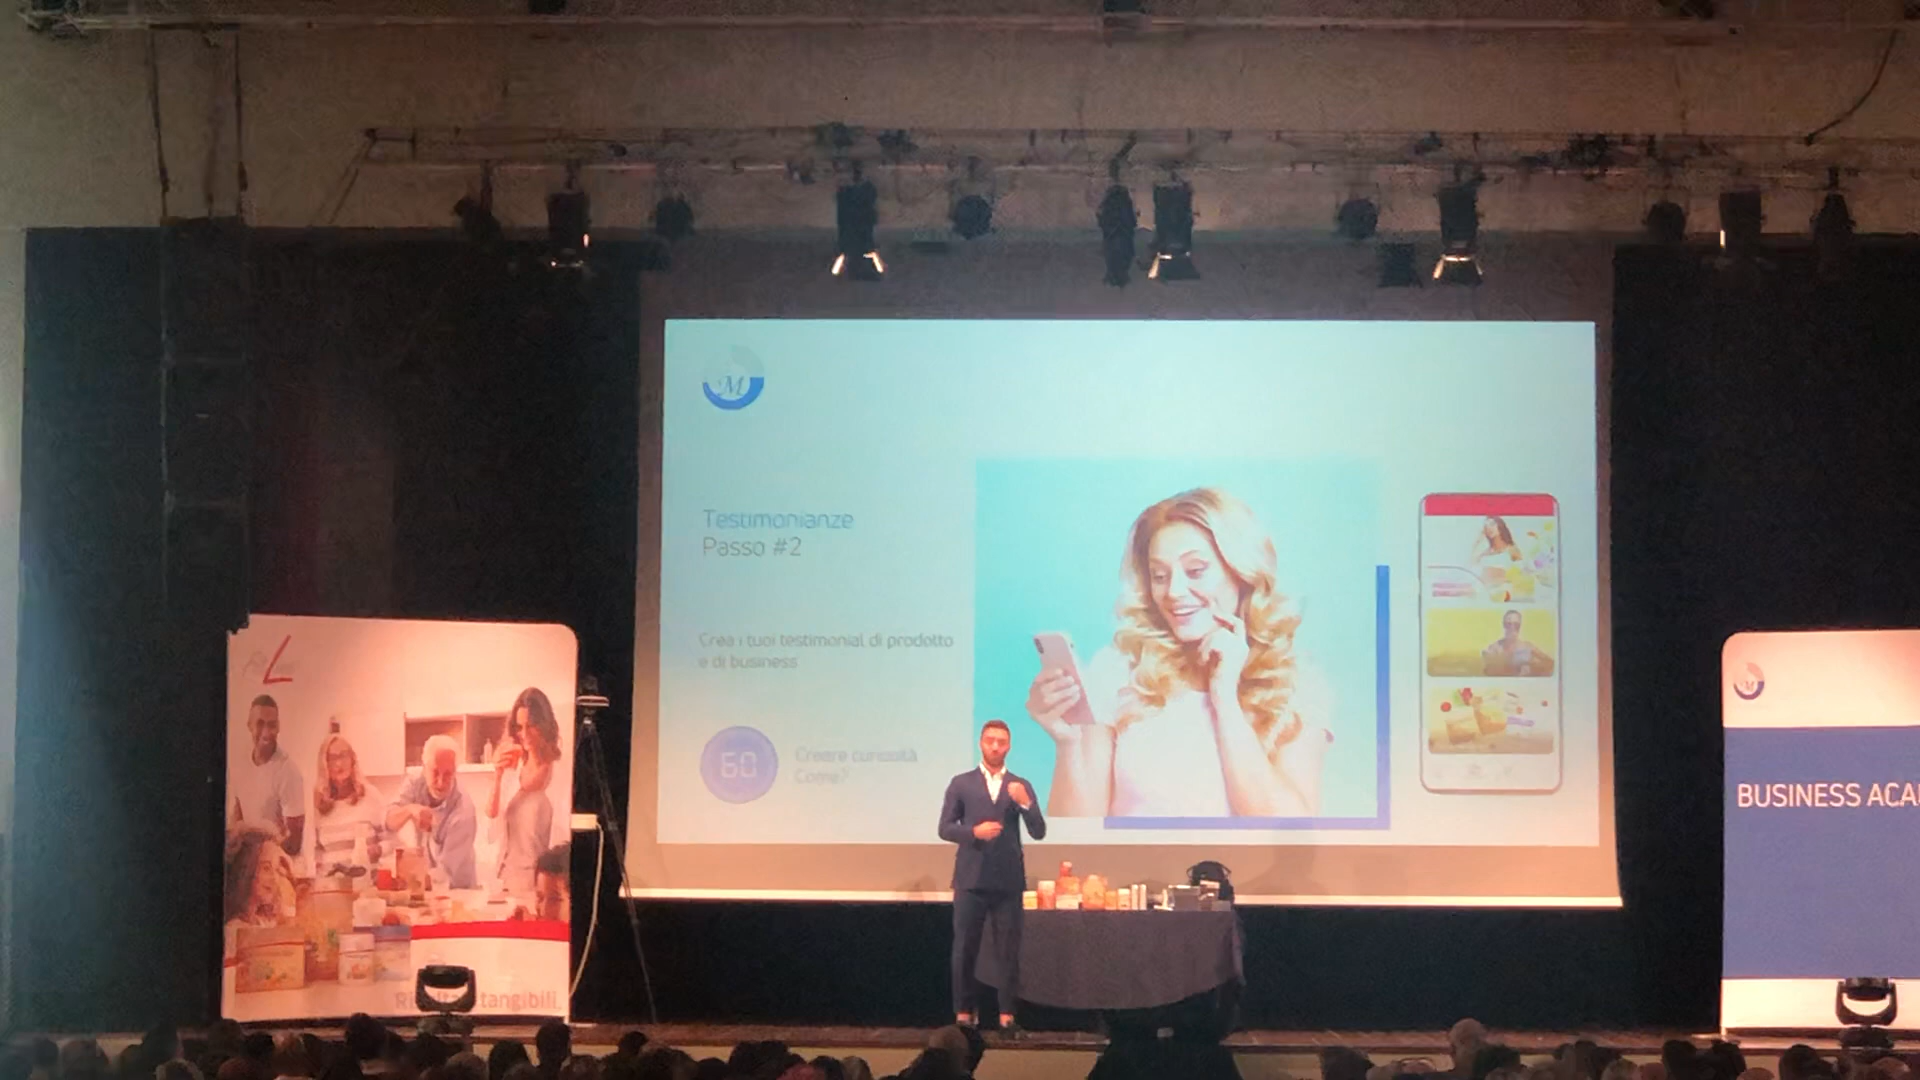 M
Testimonianze
Passo #2
Crea i tuoi testimonial di prodotto
e di business
60
Creare curiosità
Come?
tangibili.
M
BUSINESS ACA